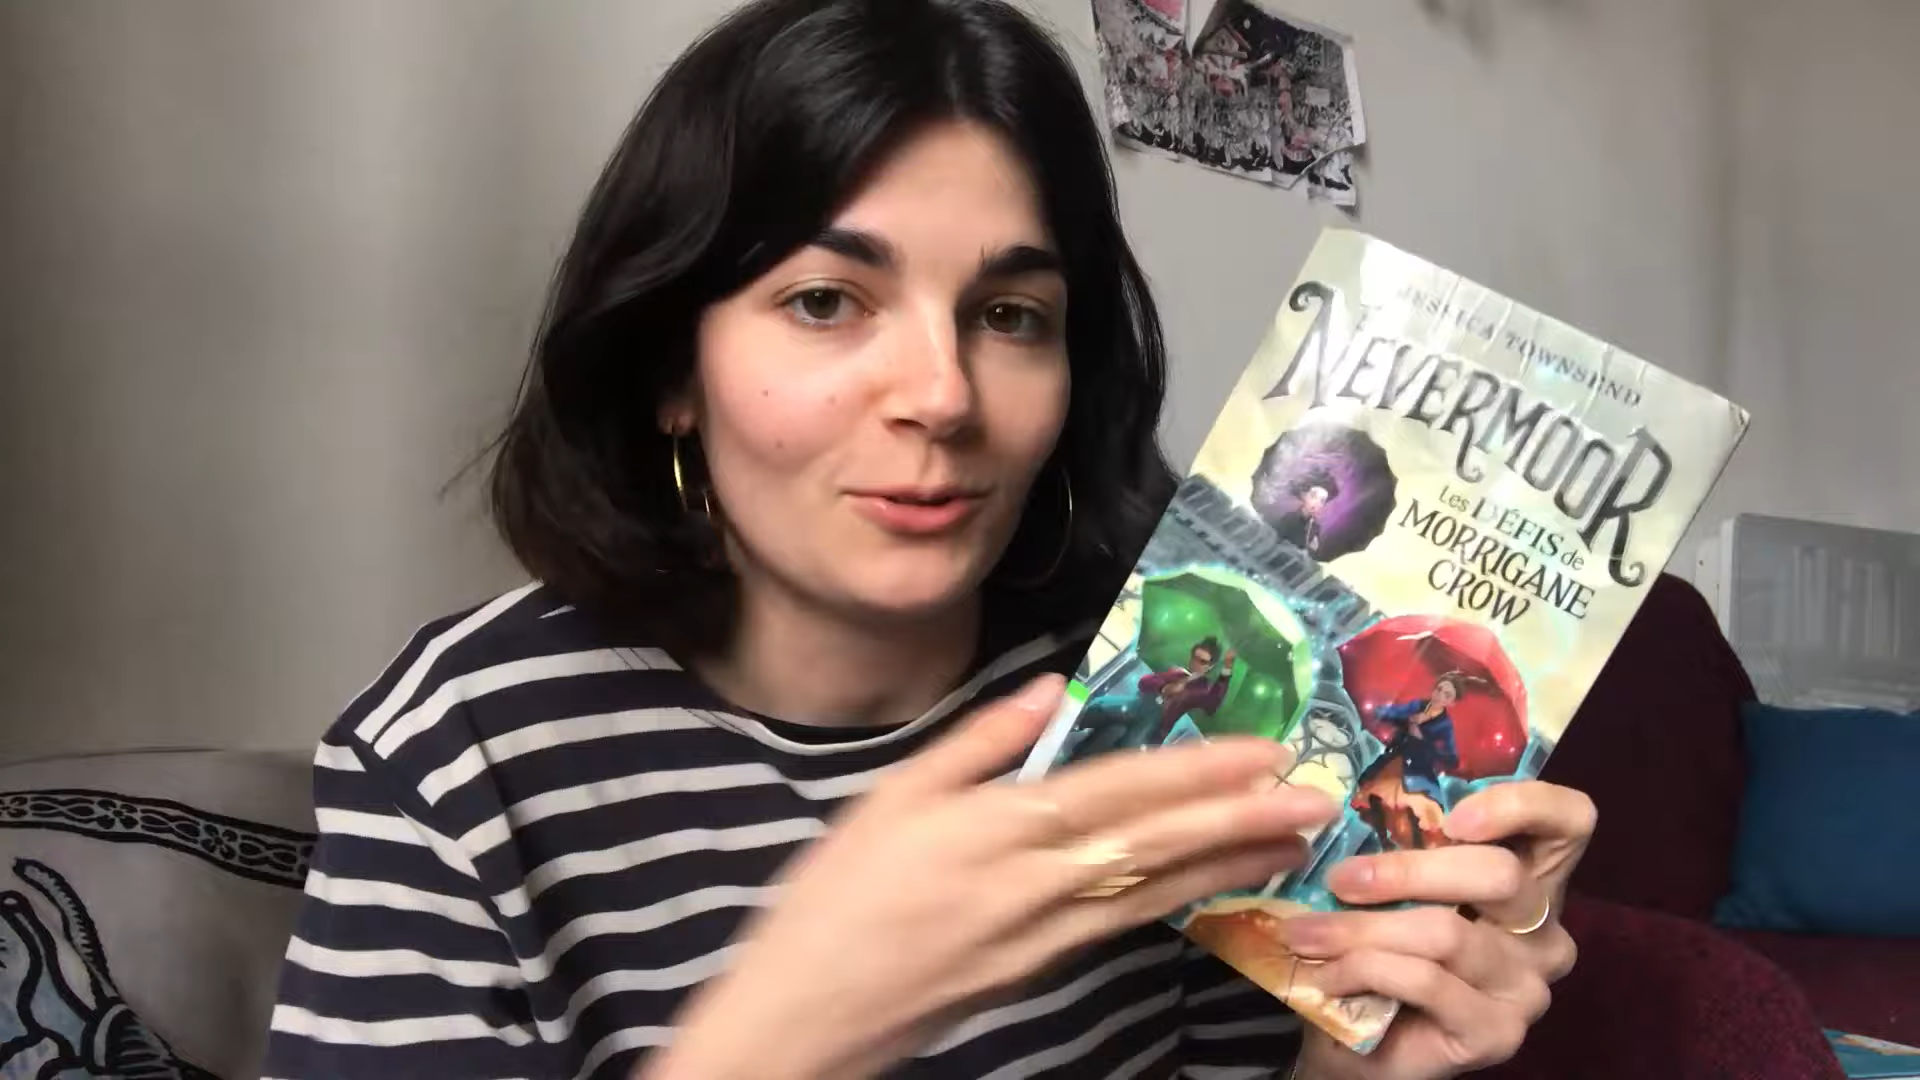 JESSICA TOWNSEND
NEVERMOOR
Les DÉFIS de
MORRIGANE
CROW